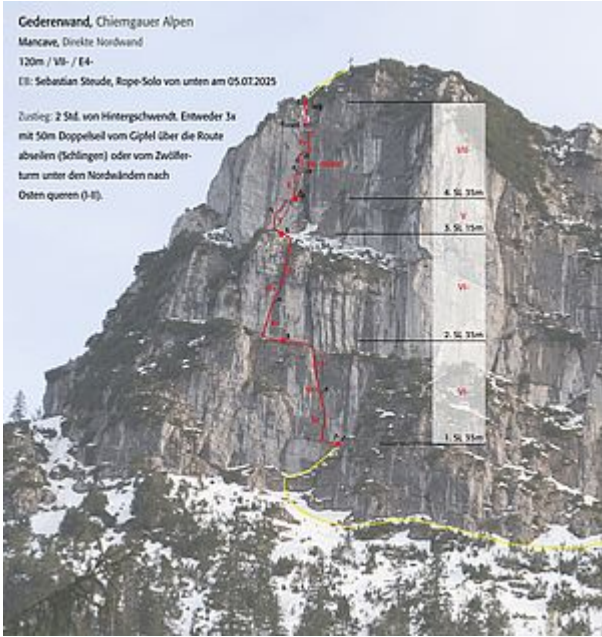 Gedererwand, Chiemgauer Alpen
Mancave, Direkte Nordwand
120m / VII- / E4-
EB: Sebastian Steude, Rope-Solo von unten am 05.07.2025
Zustieg: 2 Std. von Hintergschwendt. Entweder 3x
mit 50m Doppelseil vom Gipfel über die Route
abseilen (Schlingen) oder vom Zwölfer-
turm unter den Nordwänden nach
Osten queren (I-II).
VII-
4. SL 35m
V
3. SL 15m
VI-
2. SL 35m
VI-
1. SL 35m